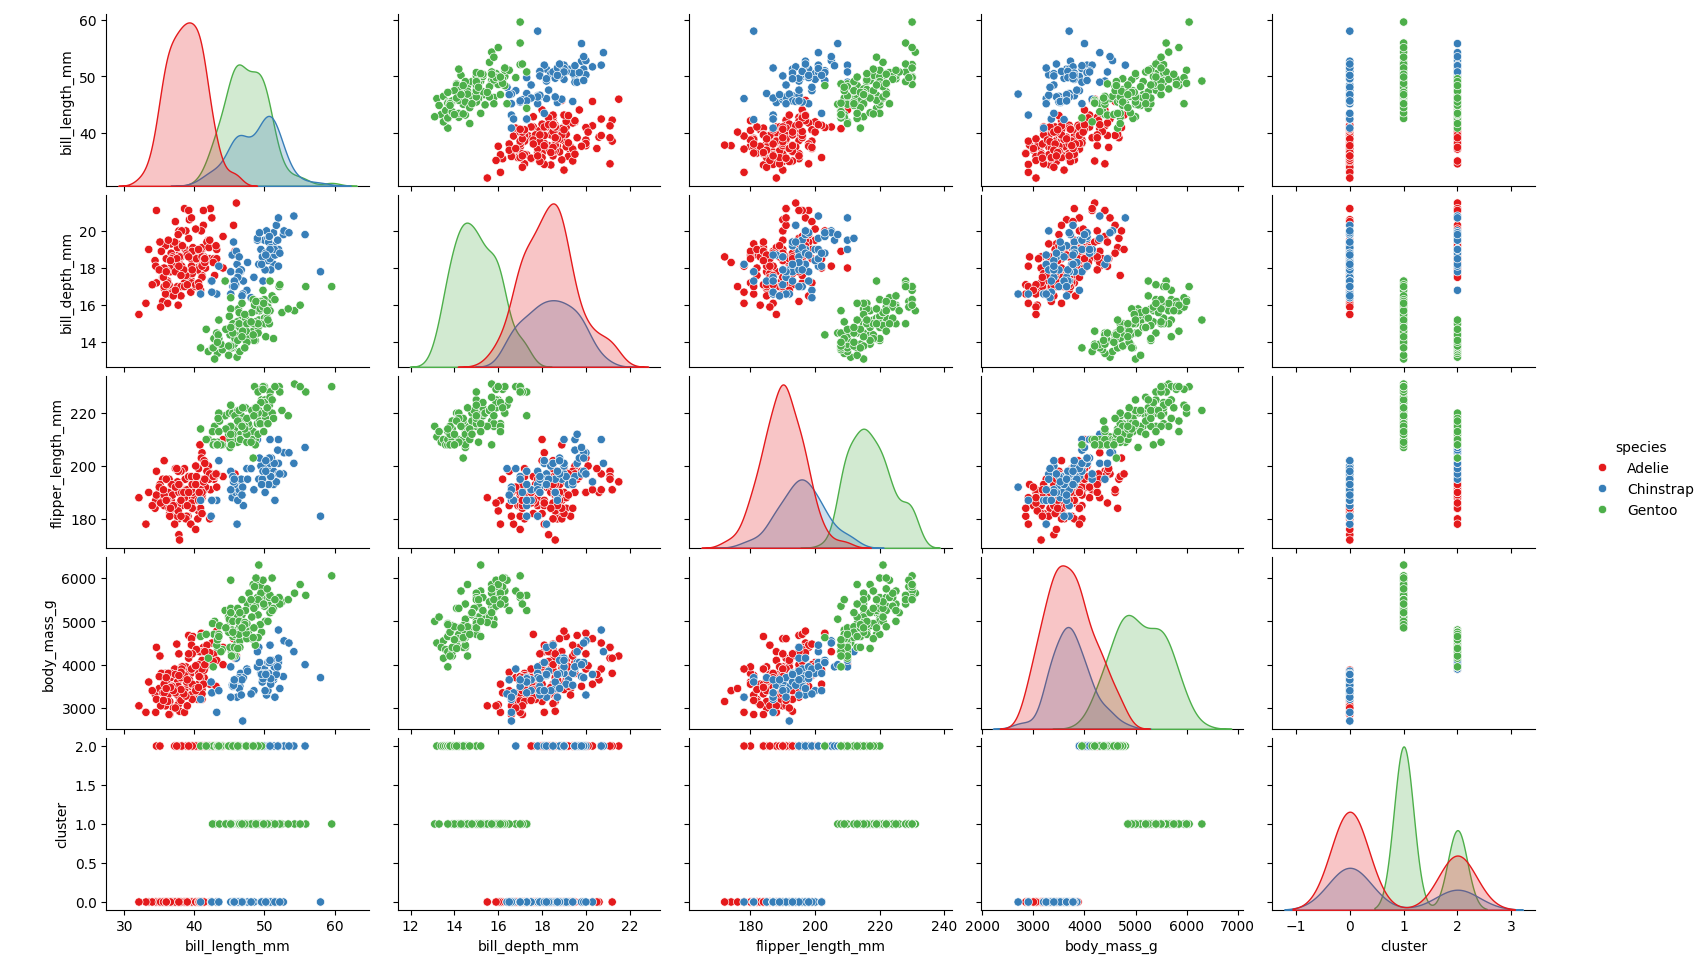 60
50
40
bill_length_mm
20
18
16
14
bill_depth_mm
220
200
180
flipper_length_mm
6000
5000
4000
3000
body_mass_g
2.0
1.5
1.0
0.5
0.0
cluster
30 40 50 60
bill_length_mm
12 14 16 18 20 22
bill_depth_mm
180 200 220 240
flipper_length_mm
2000 3000 4000 5000 6000 7000
body_mass_g
−1 0 1 2 3
cluster
species
Adelie
Chinstrap
Gentoo